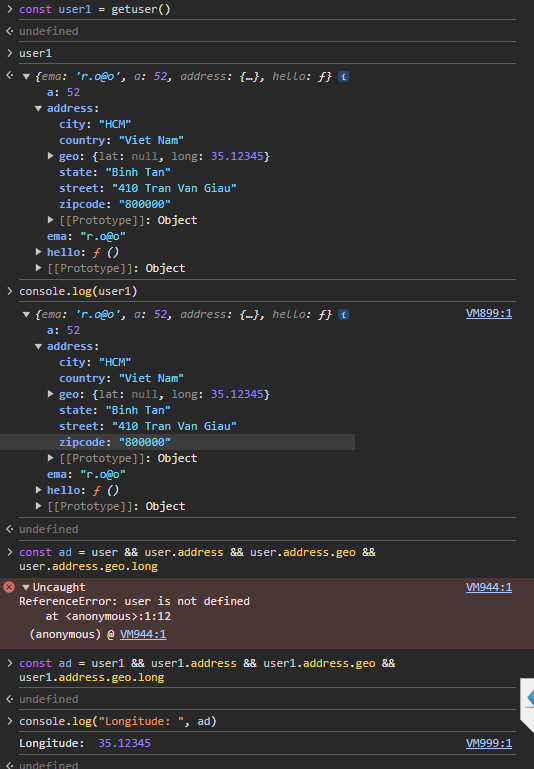 const user1 = getuser()
undefined
user1
{ema: 'r.o@o', a: 52, address: {…}, hello: ƒ}
a: 52
address:
city: "HCM"
country: "Viet Nam"
geo: {lat: null, long: 35.12345}
state: "Binh Tan"
street: "410 Tran Van Giau"
zipcode: "800000"
[[Prototype]]: Object
ema: "r.o@o"
hello: ƒ ()
[[Prototype]]: Object
console.log(user1)
{ema: 'r.o@o', a: 52, address: {…}, hello: ƒ} VM899:1
a: 52
address:
city: "HCM"
country: "Viet Nam"
geo: {lat: null, long: 35.12345}
state: "Binh Tan"
street: "410 Tran Van Giau"
zipcode: "800000"
[[Prototype]]: Object
ema: "r.o@o"
hello: ƒ ()
[[Prototype]]: Object
undefined
const ad = user && user.address && user.address.geo &&
user.address.geo.long
Uncaught VM944:1
ReferenceError: user is not defined
at <anonymous>:1:12
(anonymous) @ VM944:1
const ad = user1 && user1.address && user1.address.geo &&
user1.address.geo.long
undefined
console.log("Longitude: ", ad)
Longitude: 35.12345 VM999:1
undefined